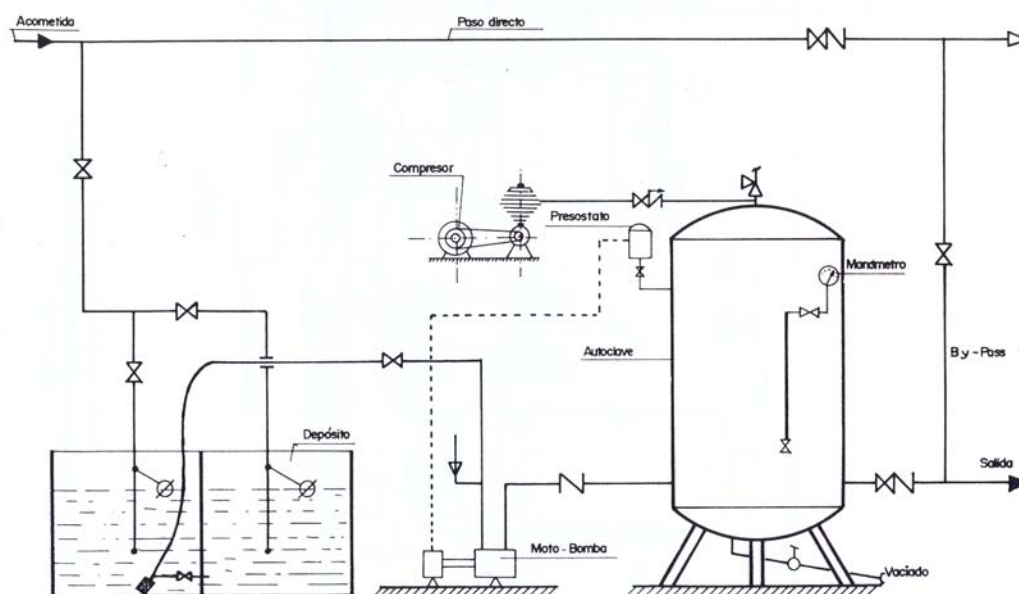 Acometida
Paso directo
Compresor
Presostato
Manómetro
Autoclave
By-Pass
Depósito
Salida
Moto-Bomba
Vaciado